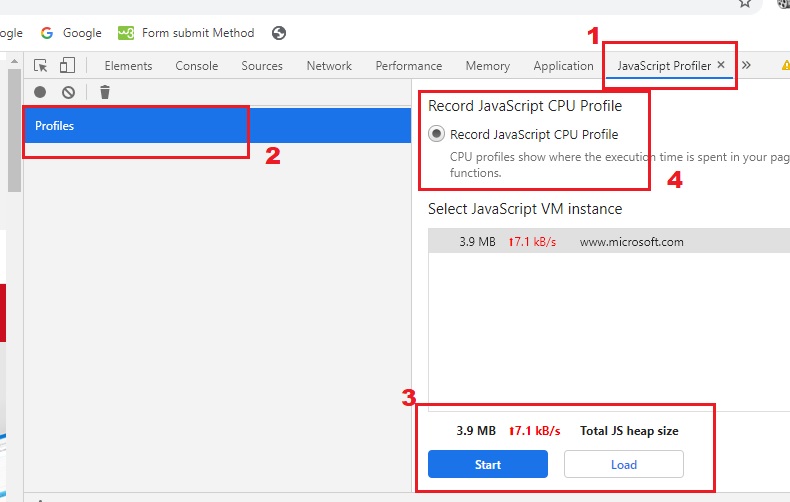 ogle Google Form submit Method
1
Elements Console Sources Network Performance Memory Application JavaScript Profiler × »
Profiles
2
Record JavaScript CPU Profile
Record JavaScript CPU Profile
CPU profiles show where the execution time is spent in your pag
functions.
4
Select JavaScript VM instance
3.9 MB ↑7.1 kB/s www.microsoft.com
3
3.9 MB ↑7.1 kB/s Total JS heap size
Start Load